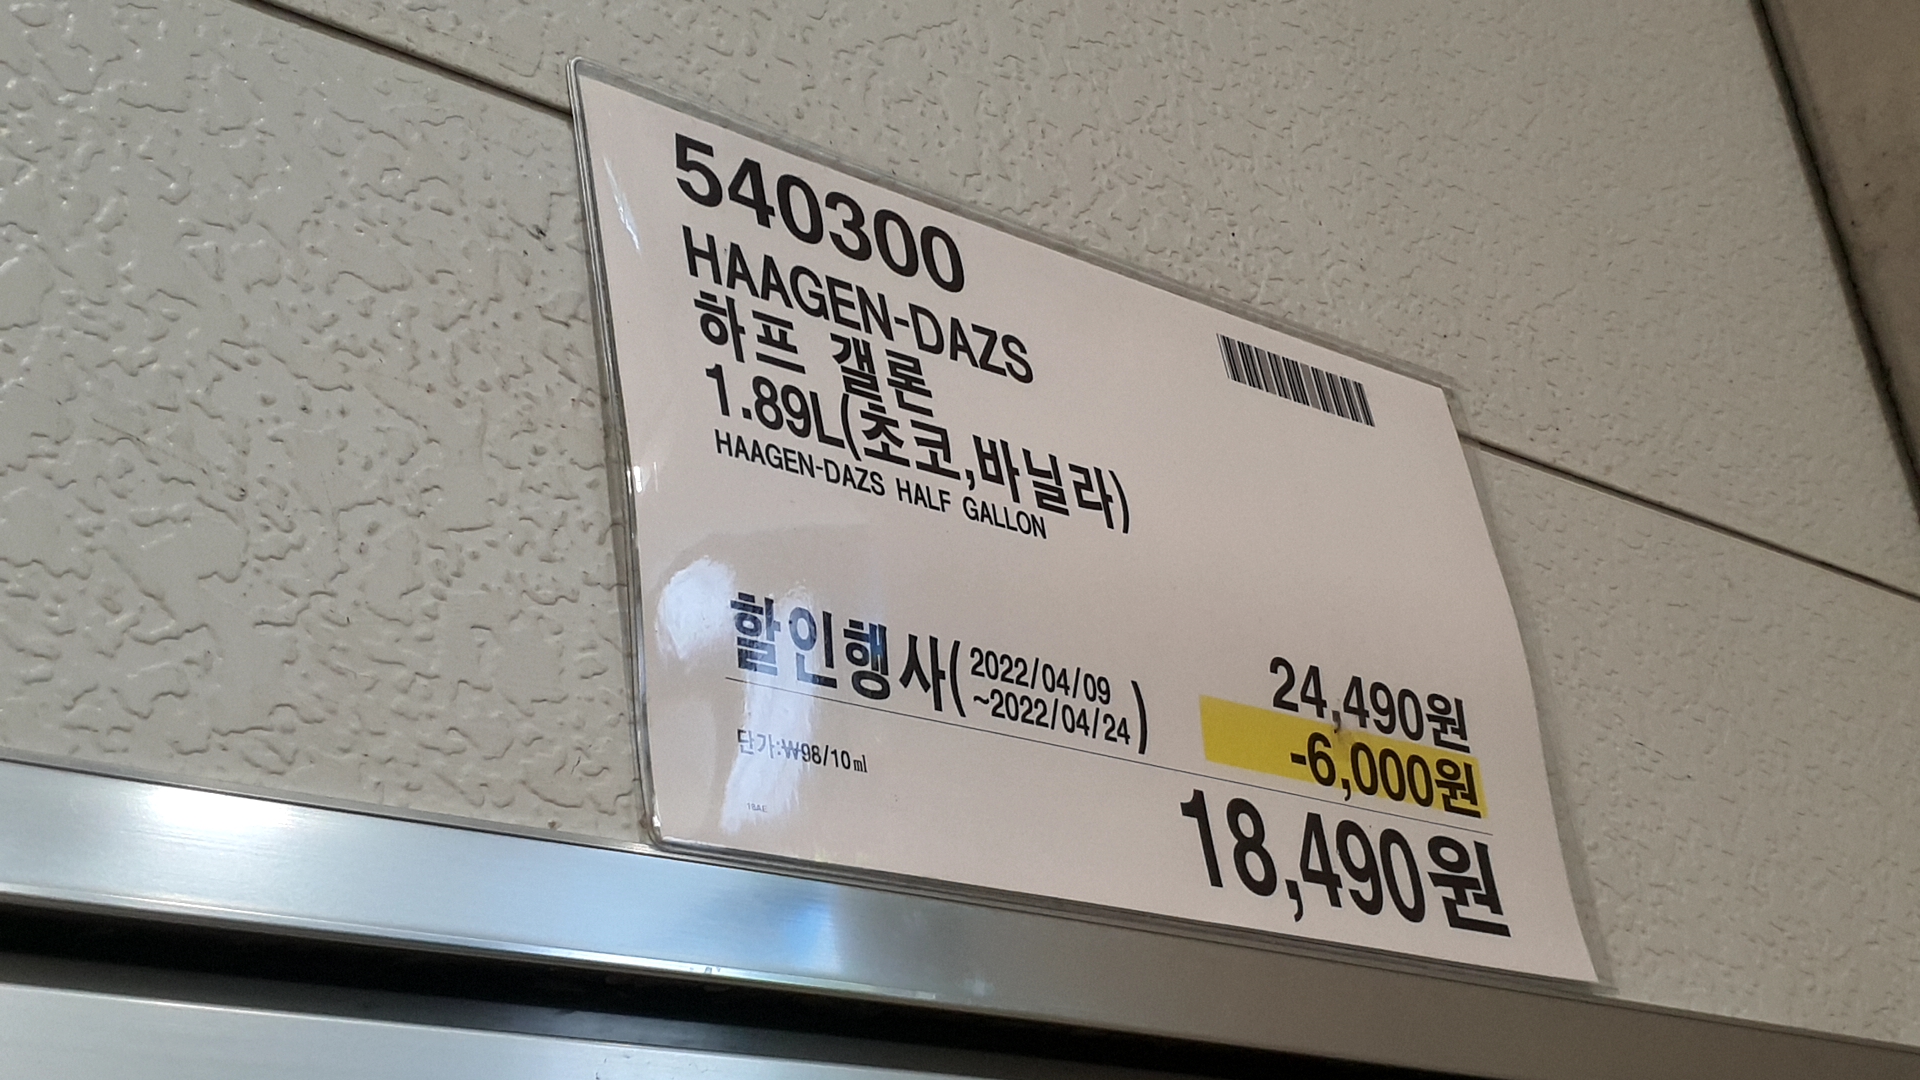 540300
HAAGEN-DAZS
하프 갤론
1.89L(초코,바닐라)
HAAGEN-DAZS HALF GALLON
24,490원
할인행사(2022/04/09
~2022/04/24)
-6,000원
단가:₩98/10㎖
18,490원